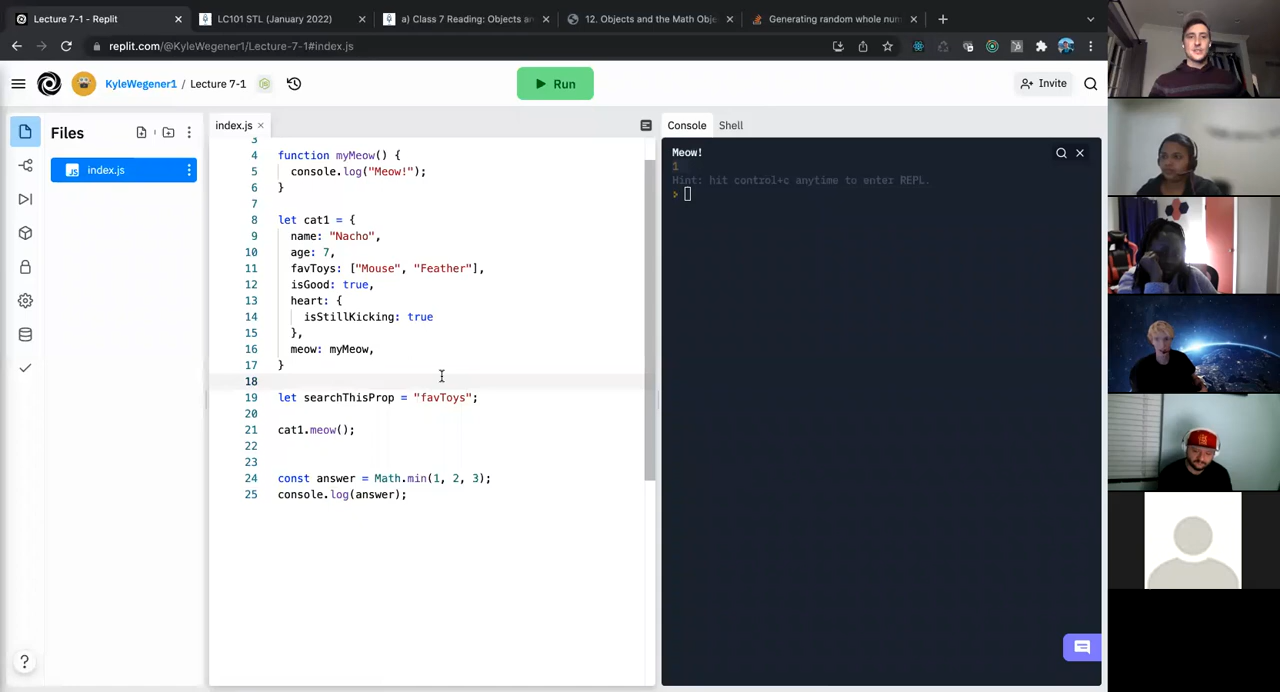 Lecture 7-1 - Replit
LC101 STL (January 2022)
a) Class 7 Reading: Objects an
12. Objects and the Math Obje
Generating random whole num
replit.com/@KyleWegener1/Lecture-7-1#index.js
KyleWegener1 / Lecture 7-1
Run
Invite
Files
index.js
index.js
Console
Shell
3
4 function myMeow() {
5 console.log("Meow!");
6 }
7
8 let cat1 = {
9 name: "Nacho",
10 age: 7,
11 favToys: ["Mouse", "Feather"],
12 isGood: true,
13 heart: {
14 isStillKicking: true
15 },
16 meow: myMeow,
17 }
18
19 let searchThisProp = "favToys";
20
21 cat1.meow();
22
23
24 const answer = Math.min(1, 2, 3);
25 console.log(answer);
Meow!
1
Hint: hit control+c anytime to enter REPL.
>
?